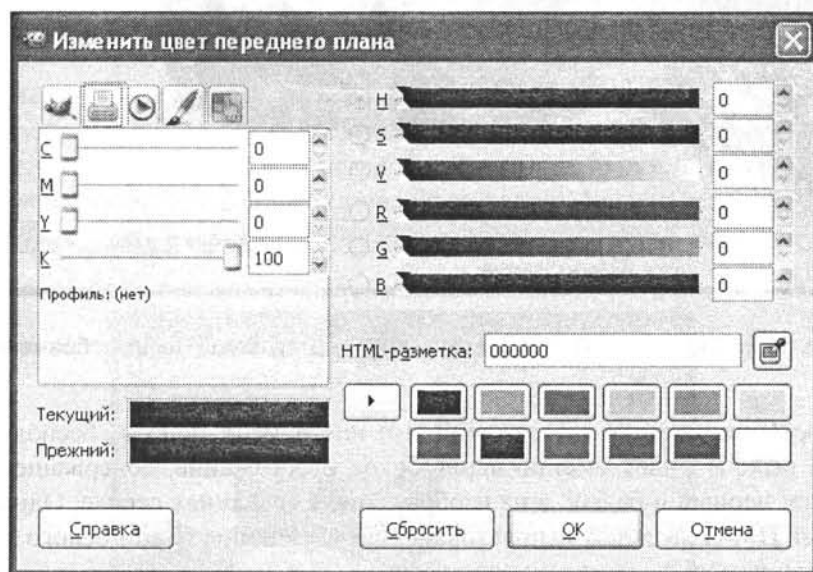 Изменить цвет переднего плана
C 0
M 0
Y 0
K 100
Профиль: (нет)
H 0
S 0
V 0
R 0
G 0
B 0
HTML-разметка: 000000
Текущий:
Прежний:
Справка
Сбросить
OK
Отмена